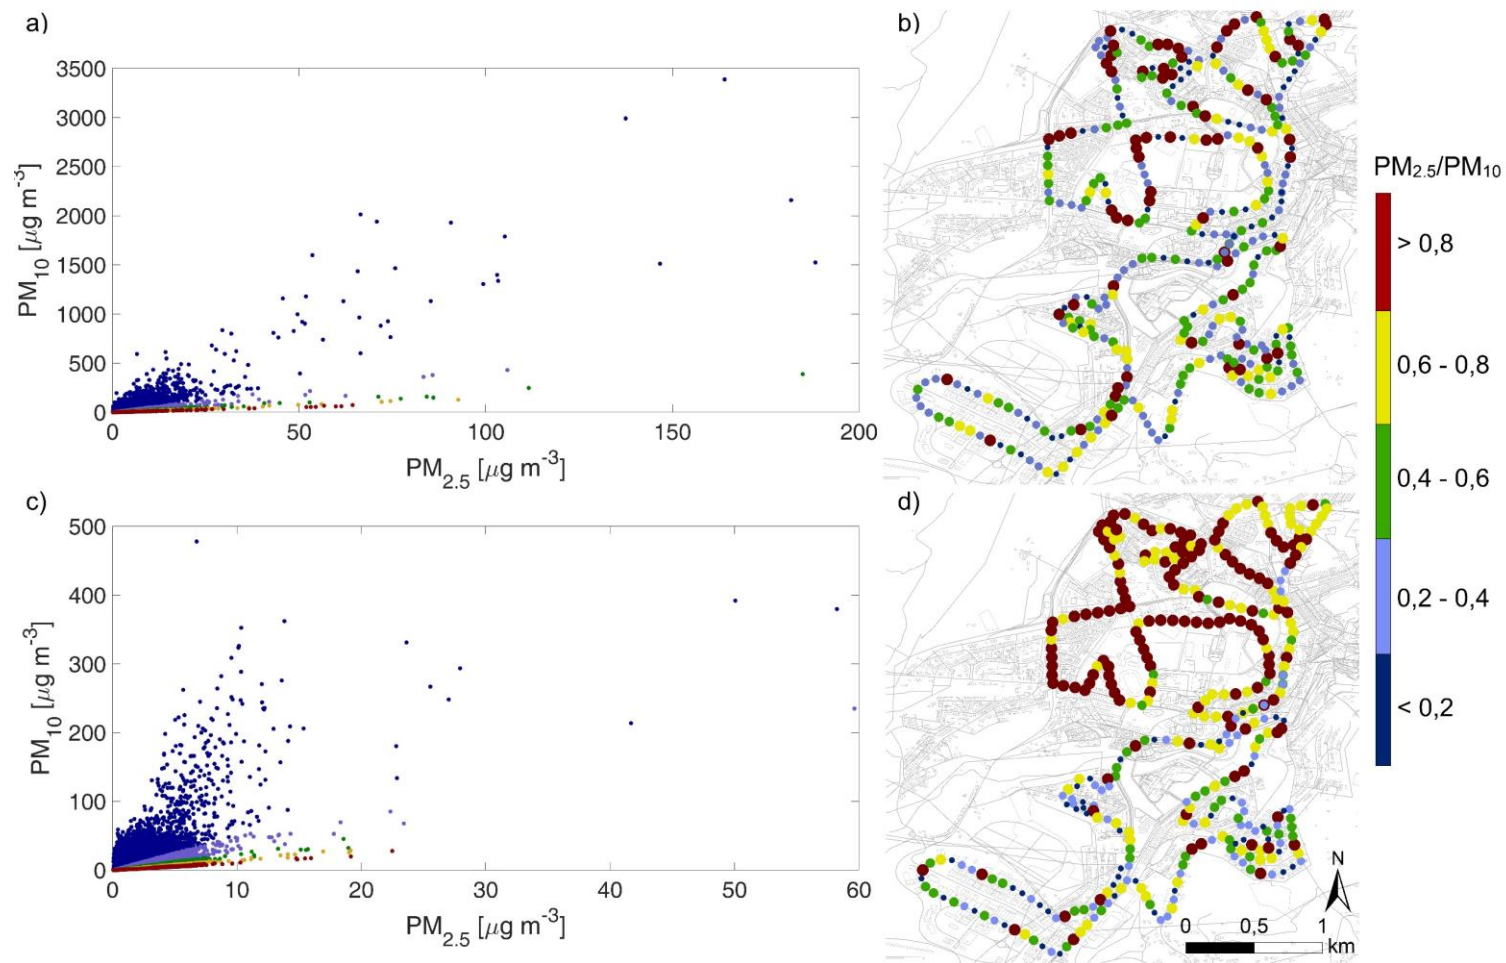 a)
3500
3000
2500
2000
1500
1000
500
0
PM10 [μg m-3]
0 50 100 150 200
PM2.5 [μg m-3]
b)
c)
500
400
300
200
100
0
PM10 [μg m-3]
0 10 20 30 40 50 60
PM2.5 [μg m-3]
d)
N
0 0,5 1
km
PM2.5/PM10
> 0,8
0,6 - 0,8
0,4 - 0,6
0,2 - 0,4
< 0,2